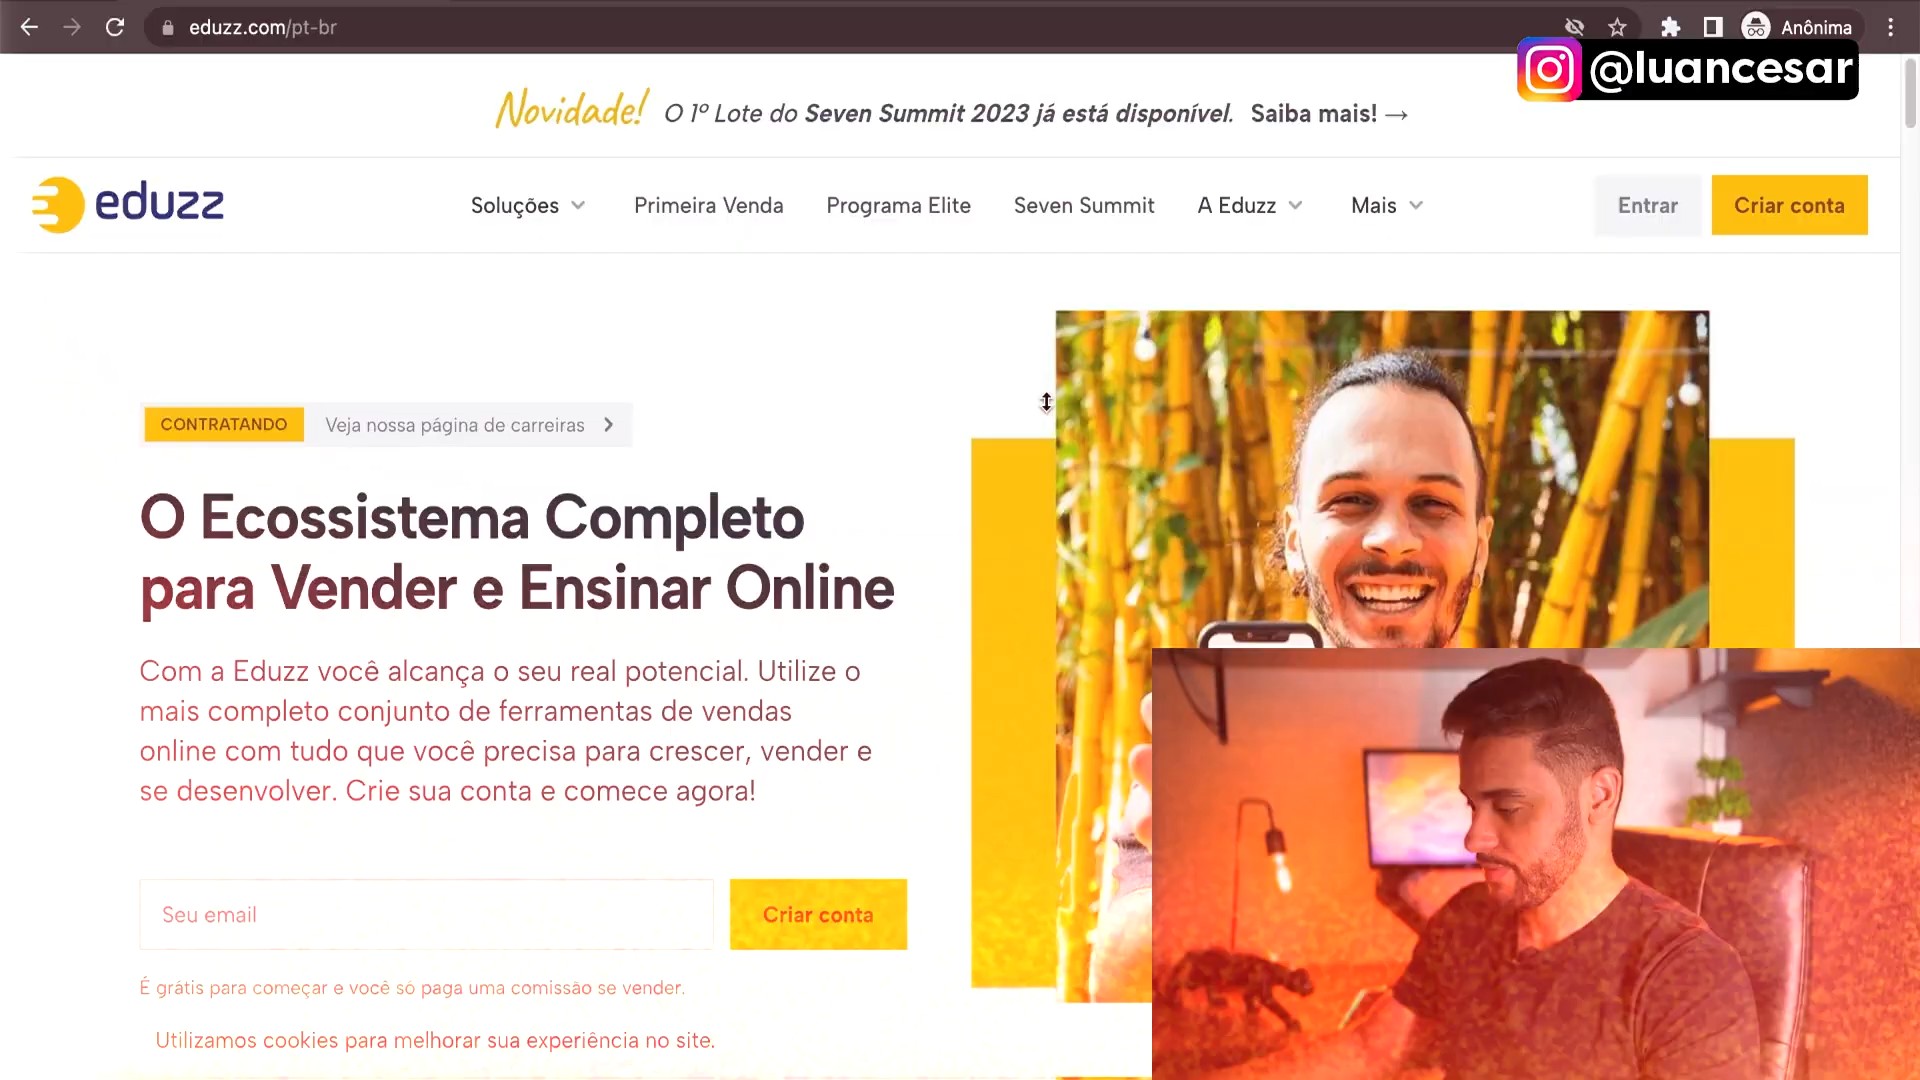 eduzz.com/pt-br
Anônima
@luancesar
Novidade! O 1º Lote do Seven Summit 2023 já está disponível. Saiba mais! →
eduzz
Soluções
Primeira Venda
Programa Elite
Seven Summit
A Eduzz
Mais
Entrar
Criar conta
CONTRATANDO
Veja nossa página de carreiras
O Ecossistema Completo
para Vender e Ensinar Online
Com a Eduzz você alcança o seu real potencial. Utilize o
mais completo conjunto de ferramentas de vendas
online com tudo que você precisa para crescer, vender e
se desenvolver. Crie sua conta e comece agora!
Seu email
Criar conta
É grátis para começar e você só paga uma comissão se vender.
Utilizamos cookies para melhorar sua experiência no site.